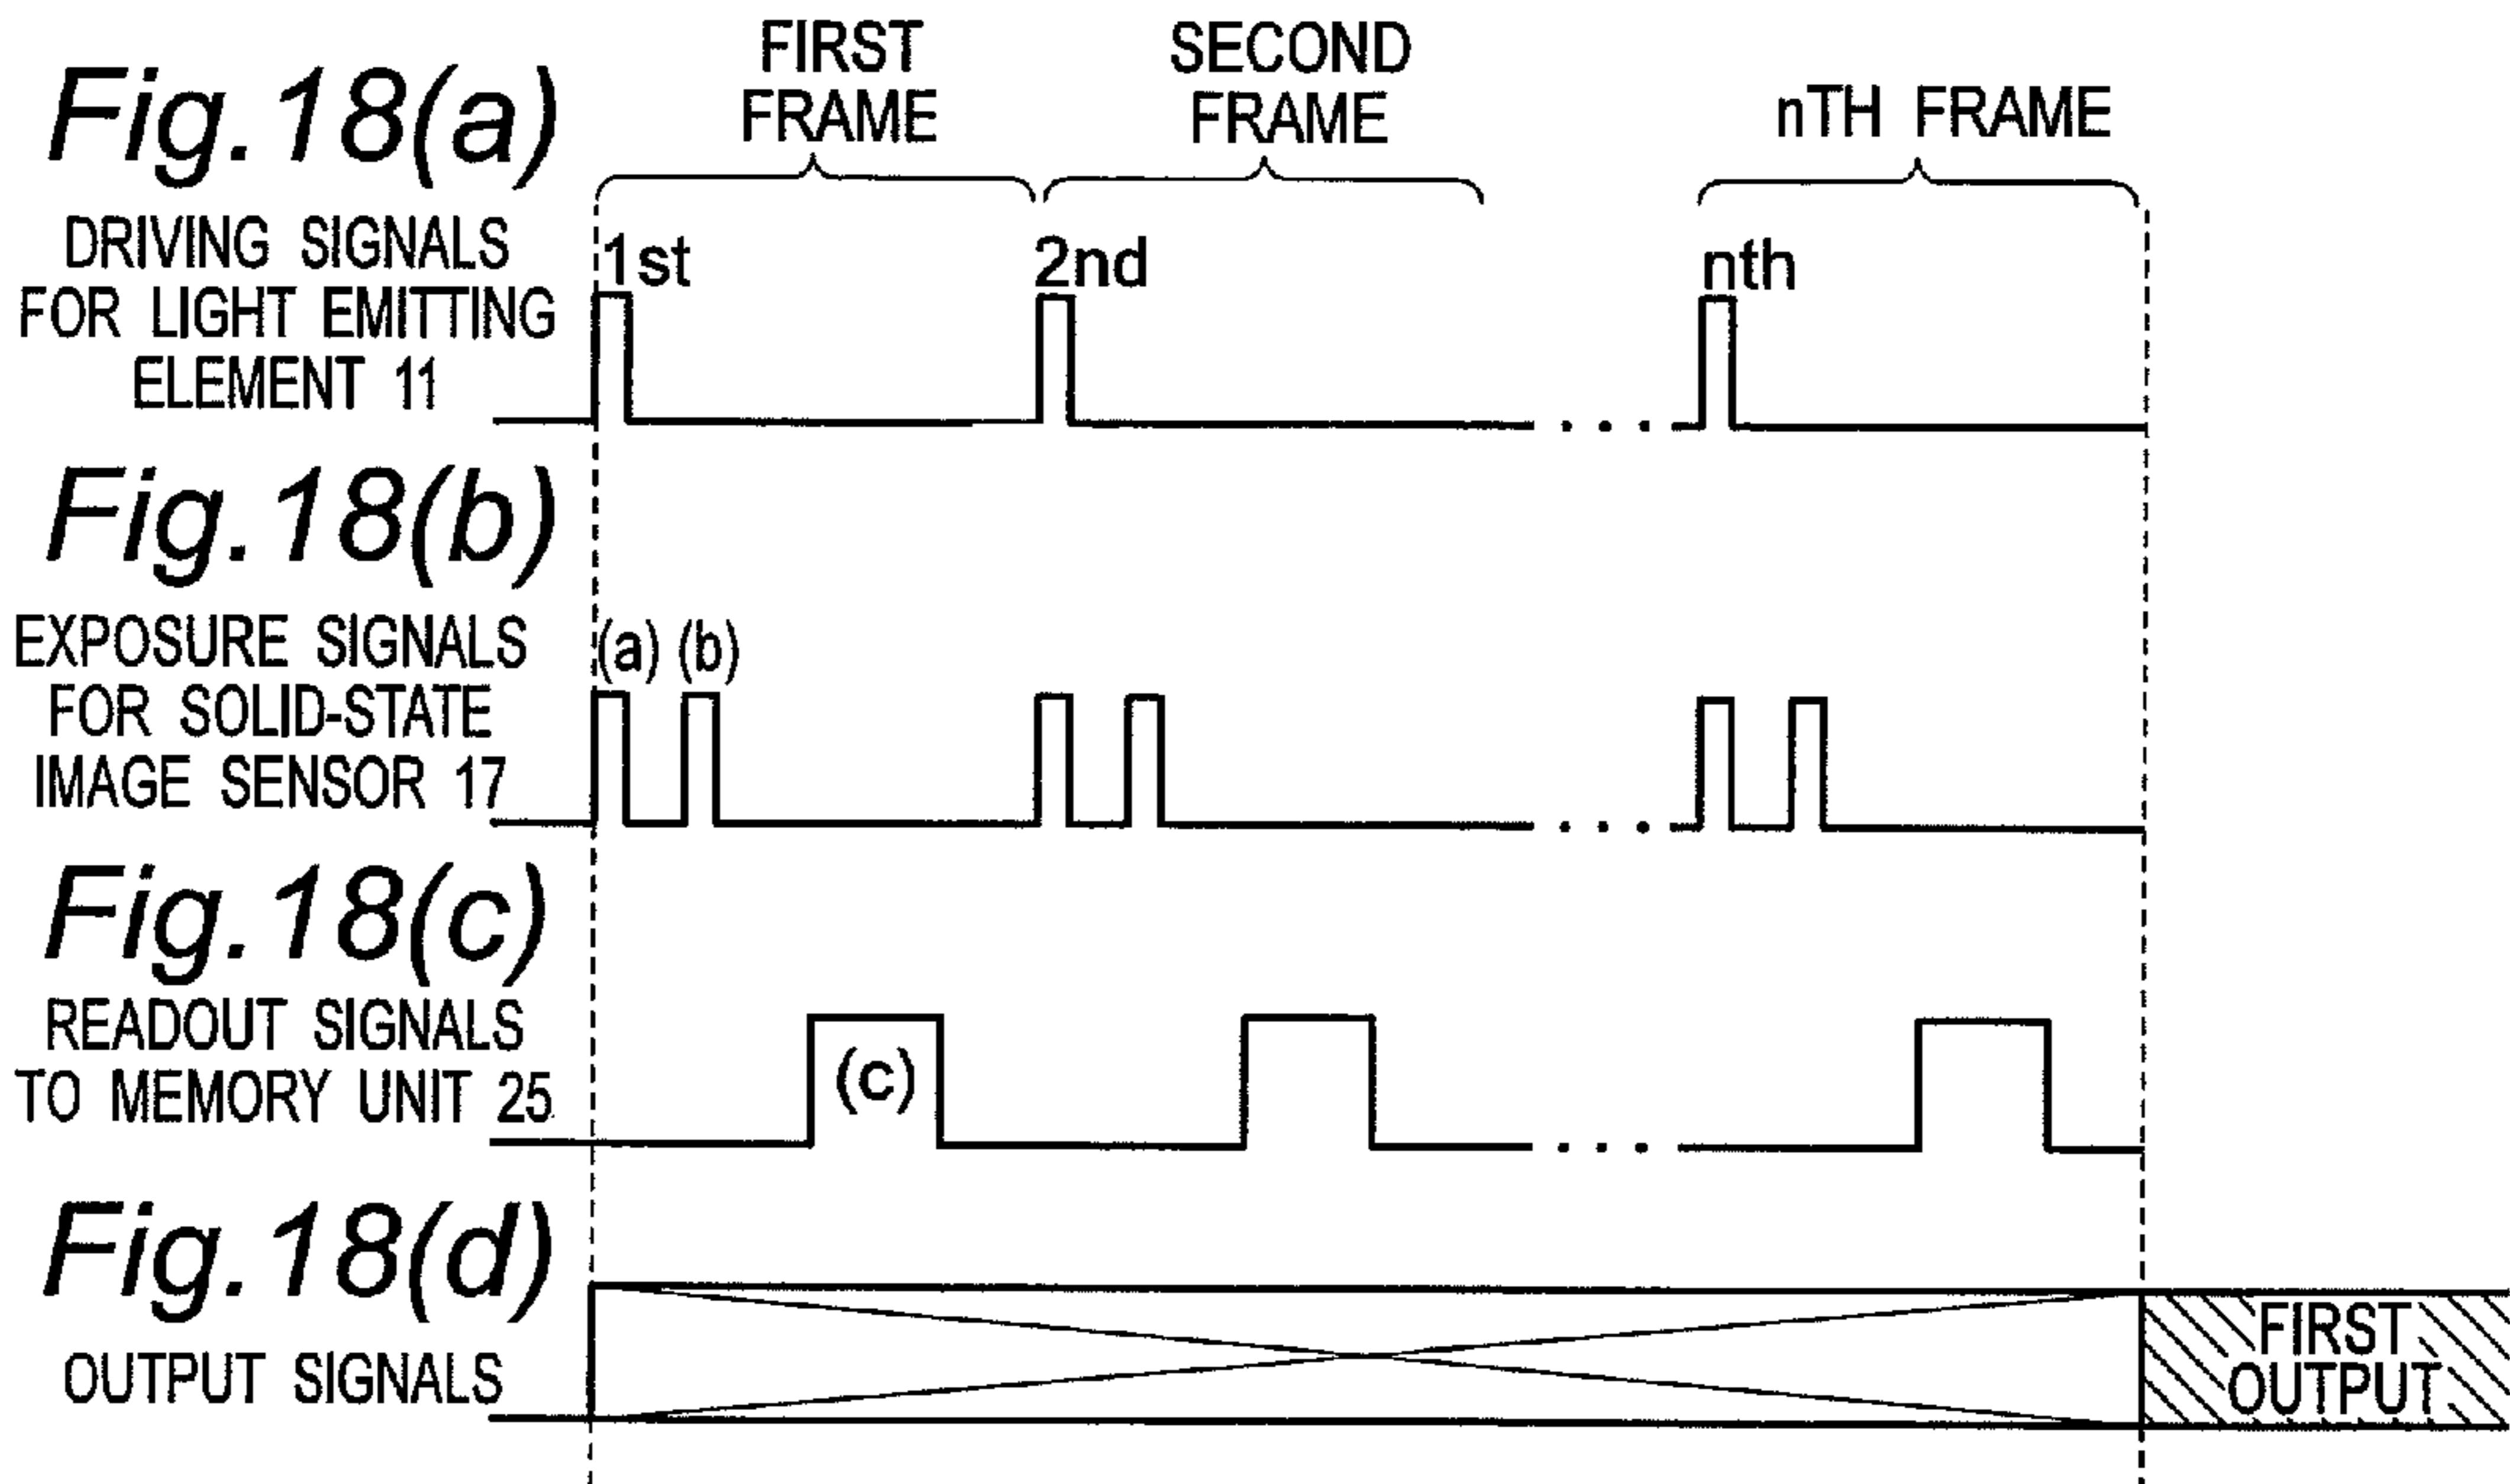 Fig. 18(a)
FIRST
FRAME
SECOND
FRAME
nTH FRAME
DRIVING SIGNALS
FOR LIGHT EMITTING
ELEMENT 11
1st
2nd
nth
. . .
Fig. 18(b)
EXPOSURE SIGNALS
FOR SOLID-STATE
IMAGE SENSOR 17
(a) (b)
. . .
Fig. 18(c)
READOUT SIGNALS
TO MEMORY UNIT 25
(c)
. . .
Fig. 18(d)
OUTPUT SIGNALS
FIRST
OUTPUT